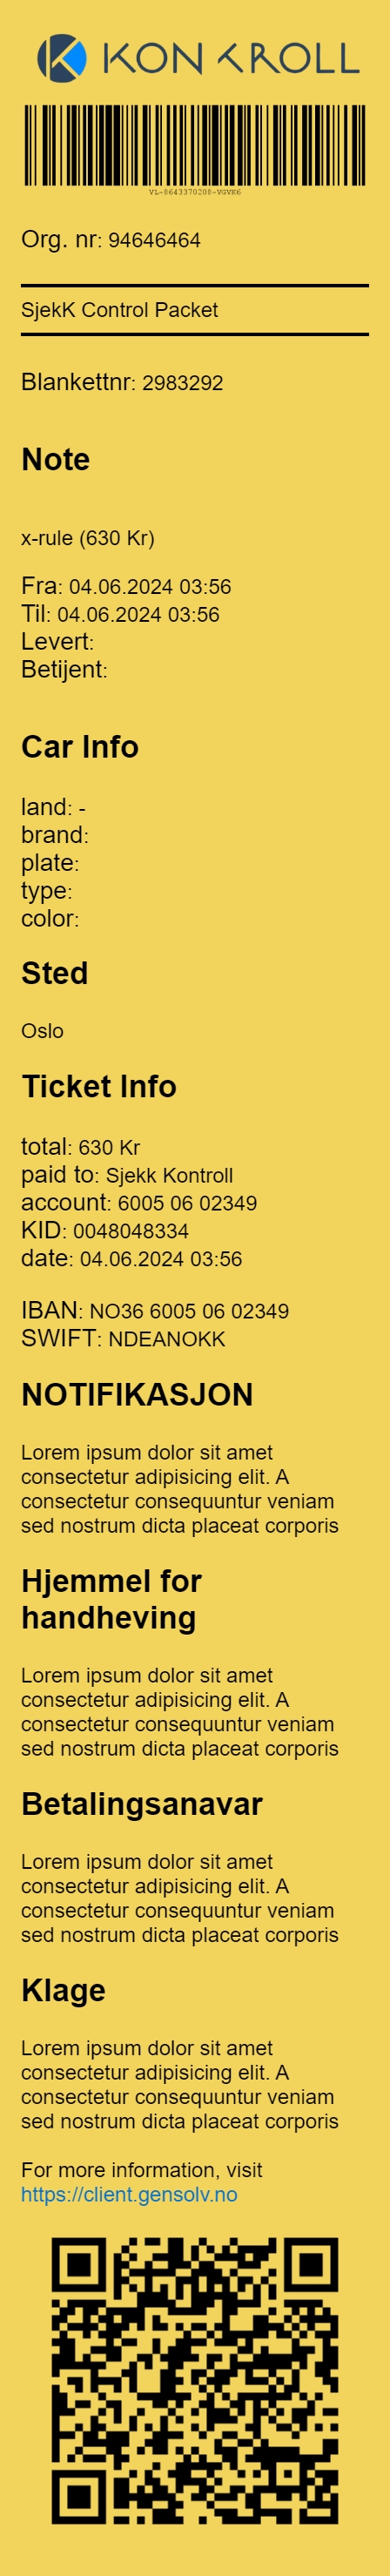 KONTROLL
VL-0643370208-VGVK6
Org. nr: 94646464
SjekK Control Packet
Blankettnr: 2983292
Note
x-rule (630 Kr)
Fra: 04.06.2024 03:56
Til: 04.06.2024 03:56
Levert:
Betijent:
Car Info
land: -
brand:
plate:
type:
color:
Sted
Oslo
Ticket Info
total: 630 Kr
paid to: Sjekk Kontroll
account: 6005 06 02349
KID: 0048048334
date: 04.06.2024 03:56
IBAN: NO36 6005 06 02349
SWIFT: NDEANOKK
NOTIFIKASJON
Lorem ipsum dolor sit amet
consectetur adipisicing elit. A
consectetur consequuntur veniam
sed nostrum dicta placeat corporis
Hjemmel for
handheving
Lorem ipsum dolor sit amet
consectetur adipisicing elit. A
consectetur consequuntur veniam
sed nostrum dicta placeat corporis
Betalingsanavar
Lorem ipsum dolor sit amet
consectetur adipisicing elit. A
consectetur consequuntur veniam
sed nostrum dicta placeat corporis
Klage
Lorem ipsum dolor sit amet
consectetur adipisicing elit. A
consectetur consequuntur veniam
sed nostrum dicta placeat corporis
For more information, visit
https://client.gensolv.no